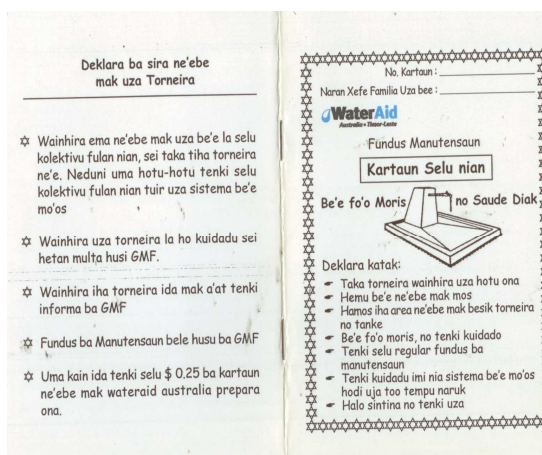 Deklara ba sira ne'ebe
mak uza Torneira
Wainhira ema ne'ebe mak uza be'e la selu
kolektivu fulan nian, sei taka tiha torneira
ne'e. Neduni uma hotu-hotu tenki selu
kolektivu fulan nian tuir uza sistema be'e
mo'os
Wainhira uza torneira la ho kuidadu sei
hetan multa husi GMF.
Wainhira iha torneira ida mak a'at tenki
informa ba GMF
Fundus ba Manutensaun bele husu ba GMF
Uma kain ida tenki selu $ 0.25 ba kartaun
ne'ebe mak wateraid australia prepara
ona.
No. Kartaun :
Naran Xefe Familia Uza bee :
WaterAid
Australia • Timor-Leste
Fundus Manutensaun
Kartaun Selu nian
Be'e fo'o Moris no Saude Diak
Deklara katak:
Taka torneira wainhira uza hotu ona
Hemu be'e ne'ebe mak mos
Hamos iha area ne'ebe mak besik torneira
no tanke
Be'e fo'o moris, no tenki kuidado
Tenki selu regular fundus ba
manutensaun
Tenki kuidadu imi nia sistema be'e mo'os
hodi uja too tempu naruk
Halo sintina no tenki uza